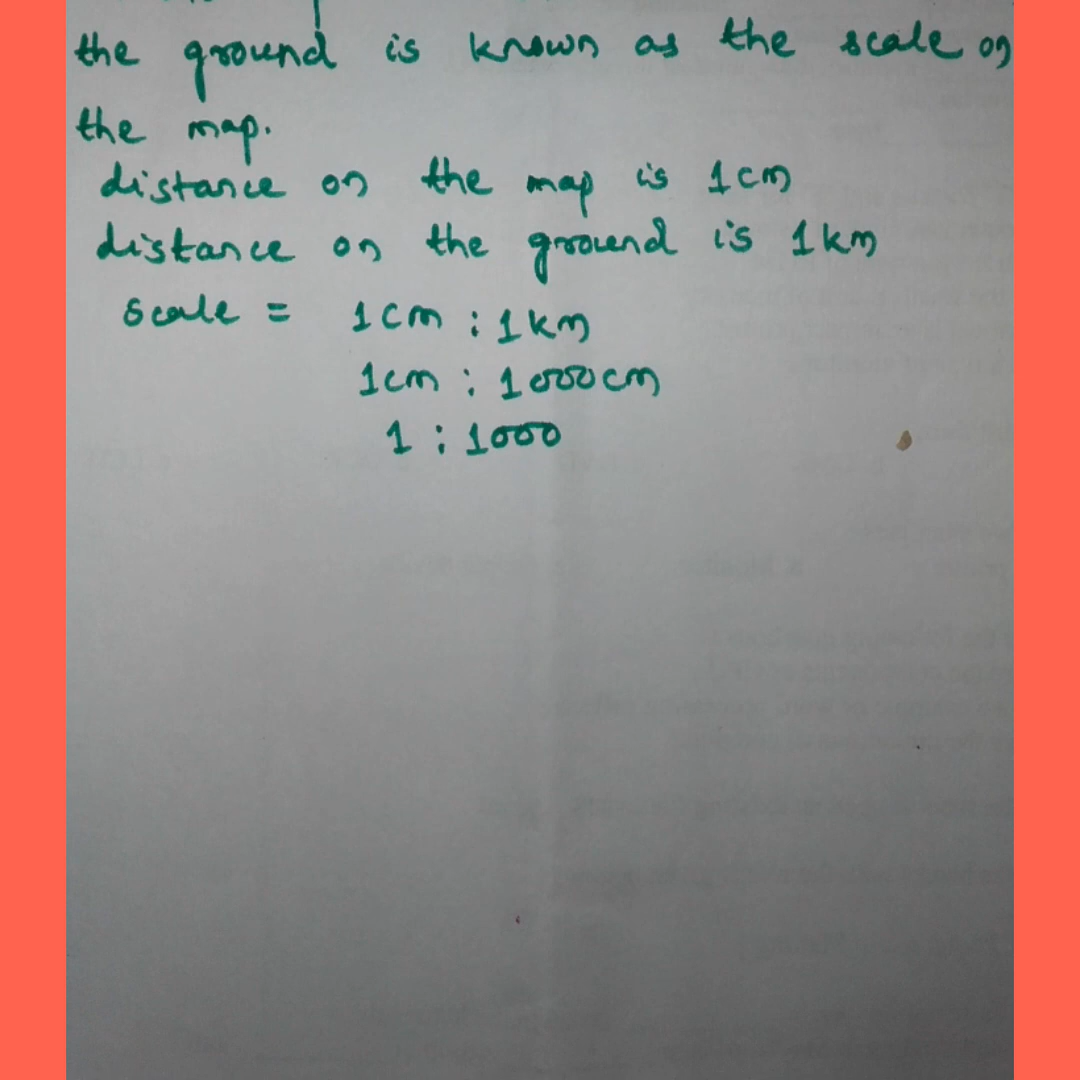 the ground is known as the scale on
the map.
distance on the map is 1cm
distance on the ground is 1km
scale = 1cm : 1km
1cm : 1000cm
1 : 1000